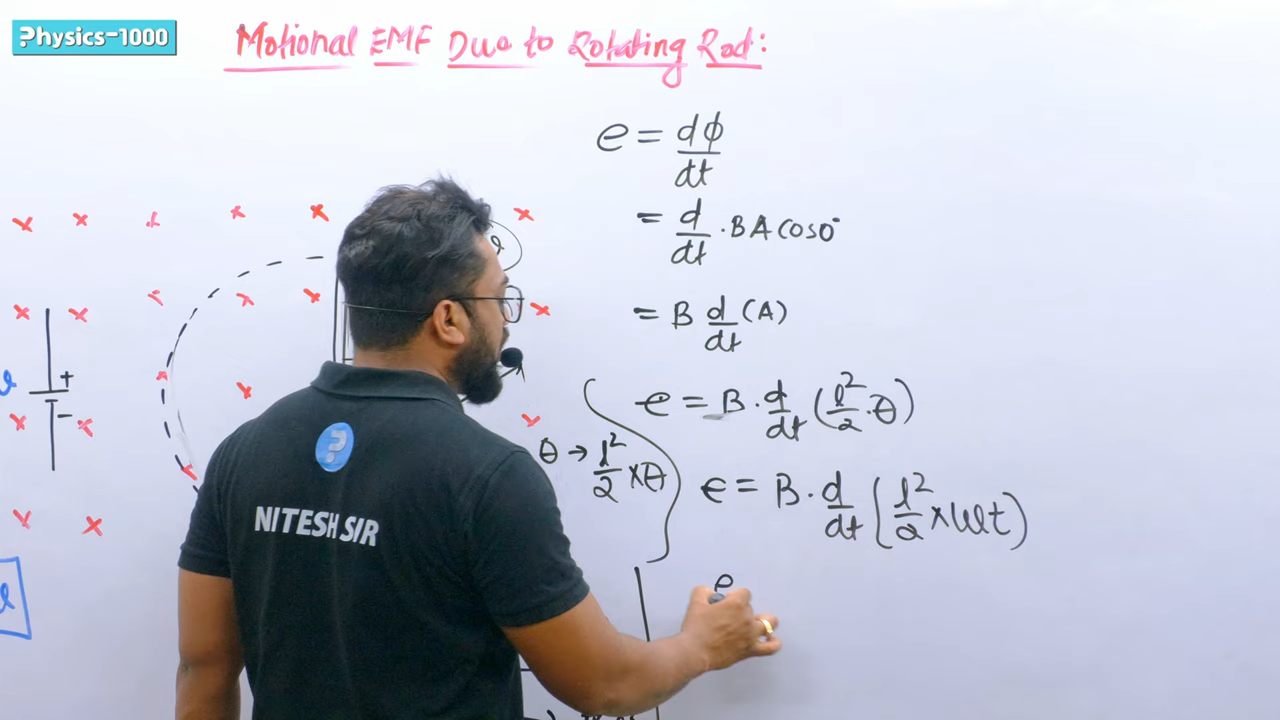 ?hysics-1000
Motional EMF Due to Rotating Rod:
e = dϕ/dt
= d/dt · BA cos0°
= B d/dt (A)
e = B · d/dt (l²/2 · θ)
θ → l²/2 × θ
e = B · d/dt (l²/2 × ωt)
e
+
-
?
NITESH SIR